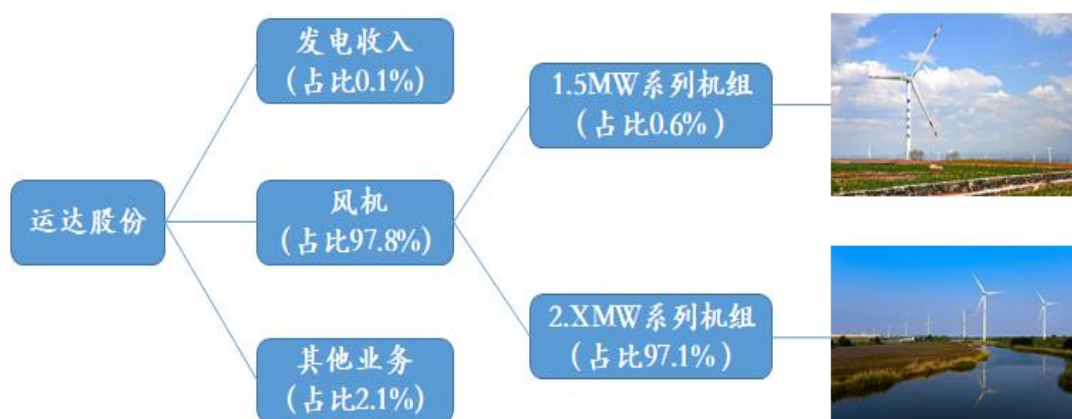 运达股份
发电收入
（占比0.1%）
风机
（占比97.8%）
其他业务
（占比2.1%）
1.5MW系列机组
（占比0.6%）
2.XMW系列机组
（占比97.1%）